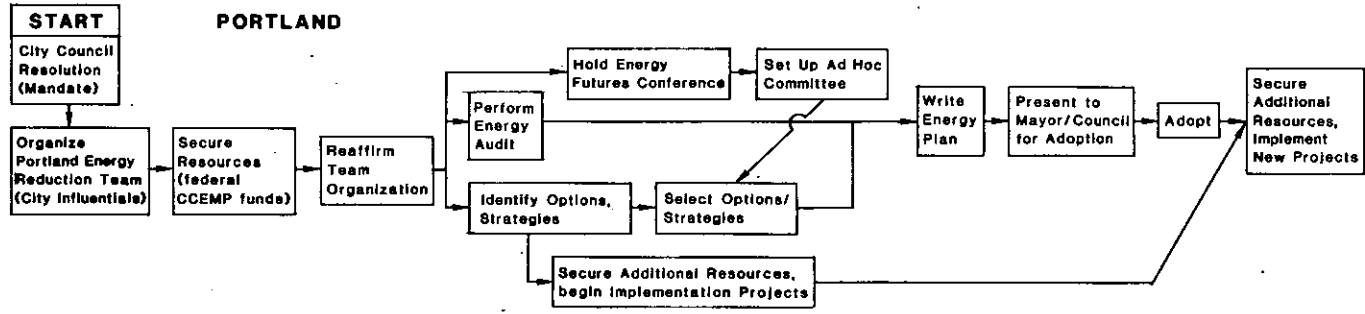 START
PORTLAND
City Council
Resolution
(Mandate)
Organize
Portland Energy
Reduction Team
(City Influentials)
Secure
Resources
(federal
CCEMP funds)
Reaffirm
Team
Organization
Hold Energy
Futures Conference
Set Up Ad Hoc
Committee
Perform
Energy
Audit
Identify Options,
Strategies
Select Options/
Strategies
Secure Additional Resources,
begin Implementation Projects
Write
Energy
Plan
Present to
Mayor/Council
for Adoption
Adopt
Secure
Additional
Resources,
Implement
New Projects